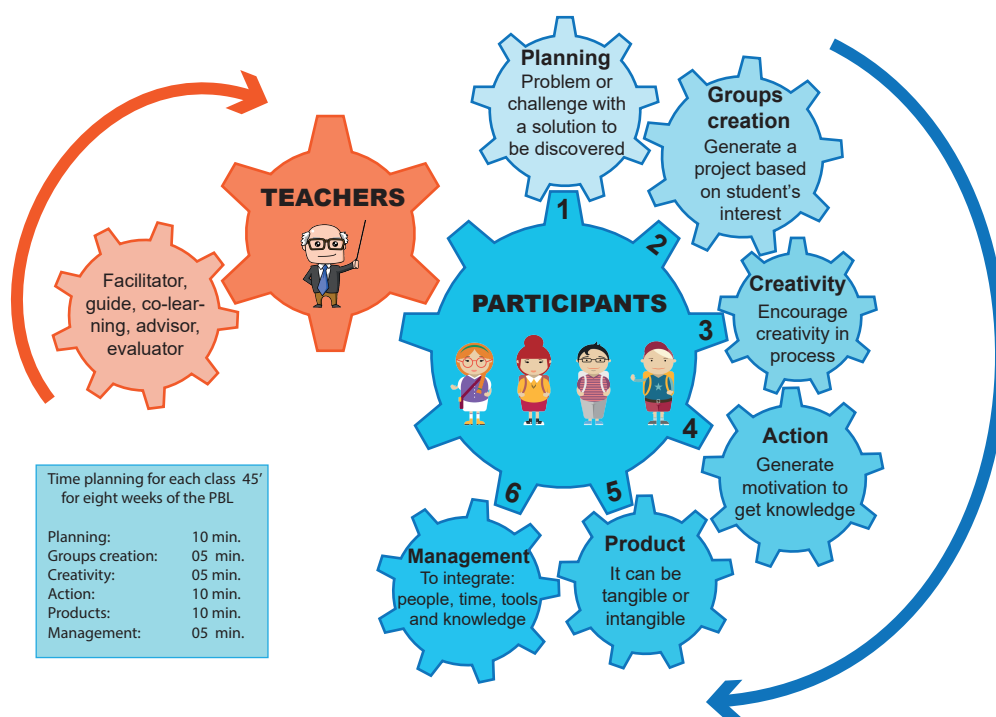 TEACHERS
Facilitator,
guide, co-lear-
ning, advisor,
evaluator
PARTICIPANTS
1
2
3
4
5
6
Planning
Problem or
challenge with
a solution to
be discovered
Groups
creation
Generate a
project based
on student’s
interest
Creativity
Encourage
creativity in
process
Action
Generate
motivation to
get knowledge
Product
It can be
tangible or
intangible
Management
To integrate:
people, time, tools
and knowledge
Time planning for each class 45’
for eight weeks of the PBL
Planning: 10 min.
Groups creation: 05 min.
Creativity: 05 min.
Action: 10 min.
Products: 10 min.
Management: 05 min.